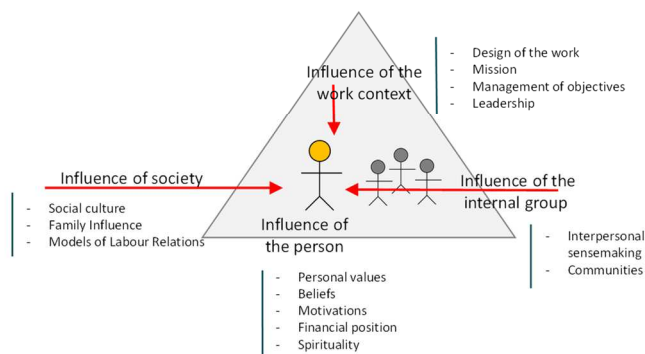 Influence of the
work context
- Design of the work
- Mission
- Management of objectives
- Leadership
Influence of society
- Social culture
- Family Influence
- Models of Labour Relations
Influence of the
internal group
- Interpersonal
sensemaking
- Communities
Influence of
the person
- Personal values
- Beliefs
- Motivations
- Financial position
- Spirituality